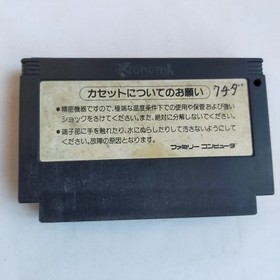 カセットについてのお願い
●精密機器ですので、極端な温度条件下での使用や保管および強い
ショックをさけてください。また、絶対に分解しないでください。
●端子部に手を触れたり、水にぬらしたりして汚さないようにして
ください。故障の原因となります。
ファミリー コンピュータ